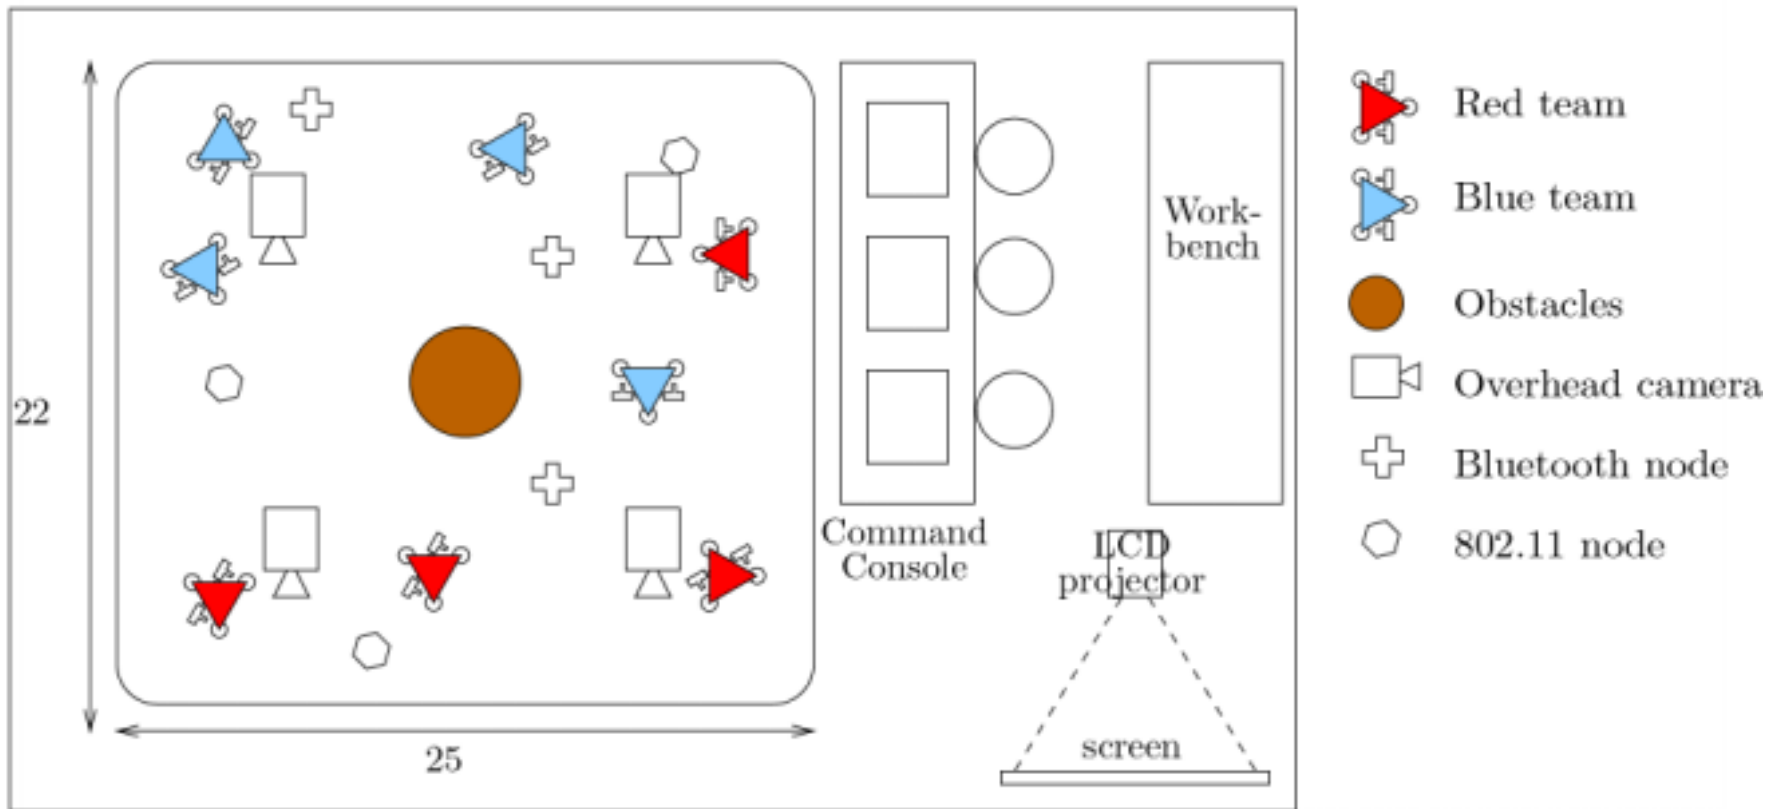 22
25
Command
Console
Work-
bench
LCD
projector
screen
Red team
Blue team
Obstacles
Overhead camera
Bluetooth node
802.11 node